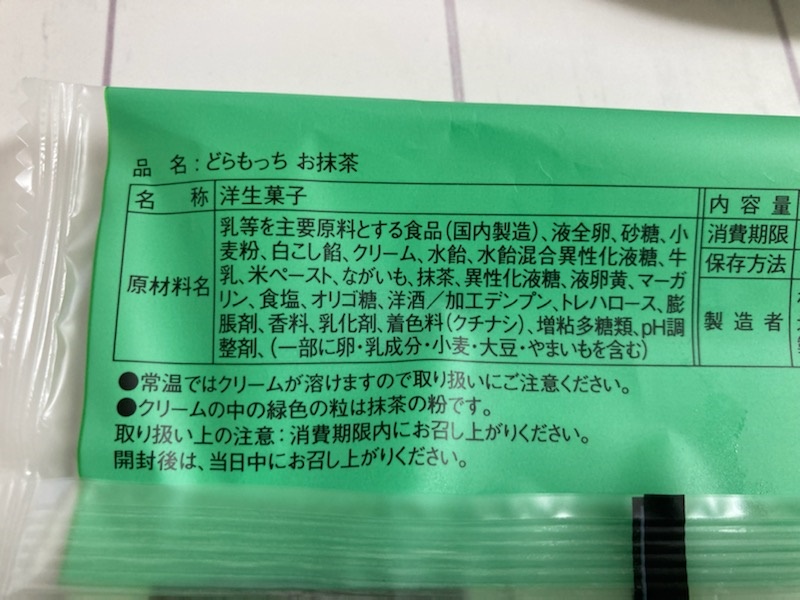 品 名:どらもっち お抹茶
名 称 洋生菓子
原材料名
乳等を主要原料とする食品(国内製造)、液全卵、砂糖、小
麦粉、白こし餡、クリーム、水飴、水飴混合異性化液糖、牛
乳、米ペースト、ながいも、抹茶、異性化液糖、液卵黄、マーガ
リン、食塩、オリゴ糖、洋酒/加工デンプン、トレハロース、膨
脹剤、香料、乳化剤、着色料(クチナシ)、増粘多糖類、pH調
整剤、(一部に卵・乳成分・小麦・大豆・やまいもを含む)
内 容 量
消費期限
保存方法
製 造 者
●常温ではクリームが溶けますので取り扱いにご注意ください。
●クリームの中の緑色の粒は抹茶の粉です。
取り扱い上の注意:消費期限内にお召し上がりください。
開封後は、当日中にお召し上がりください。